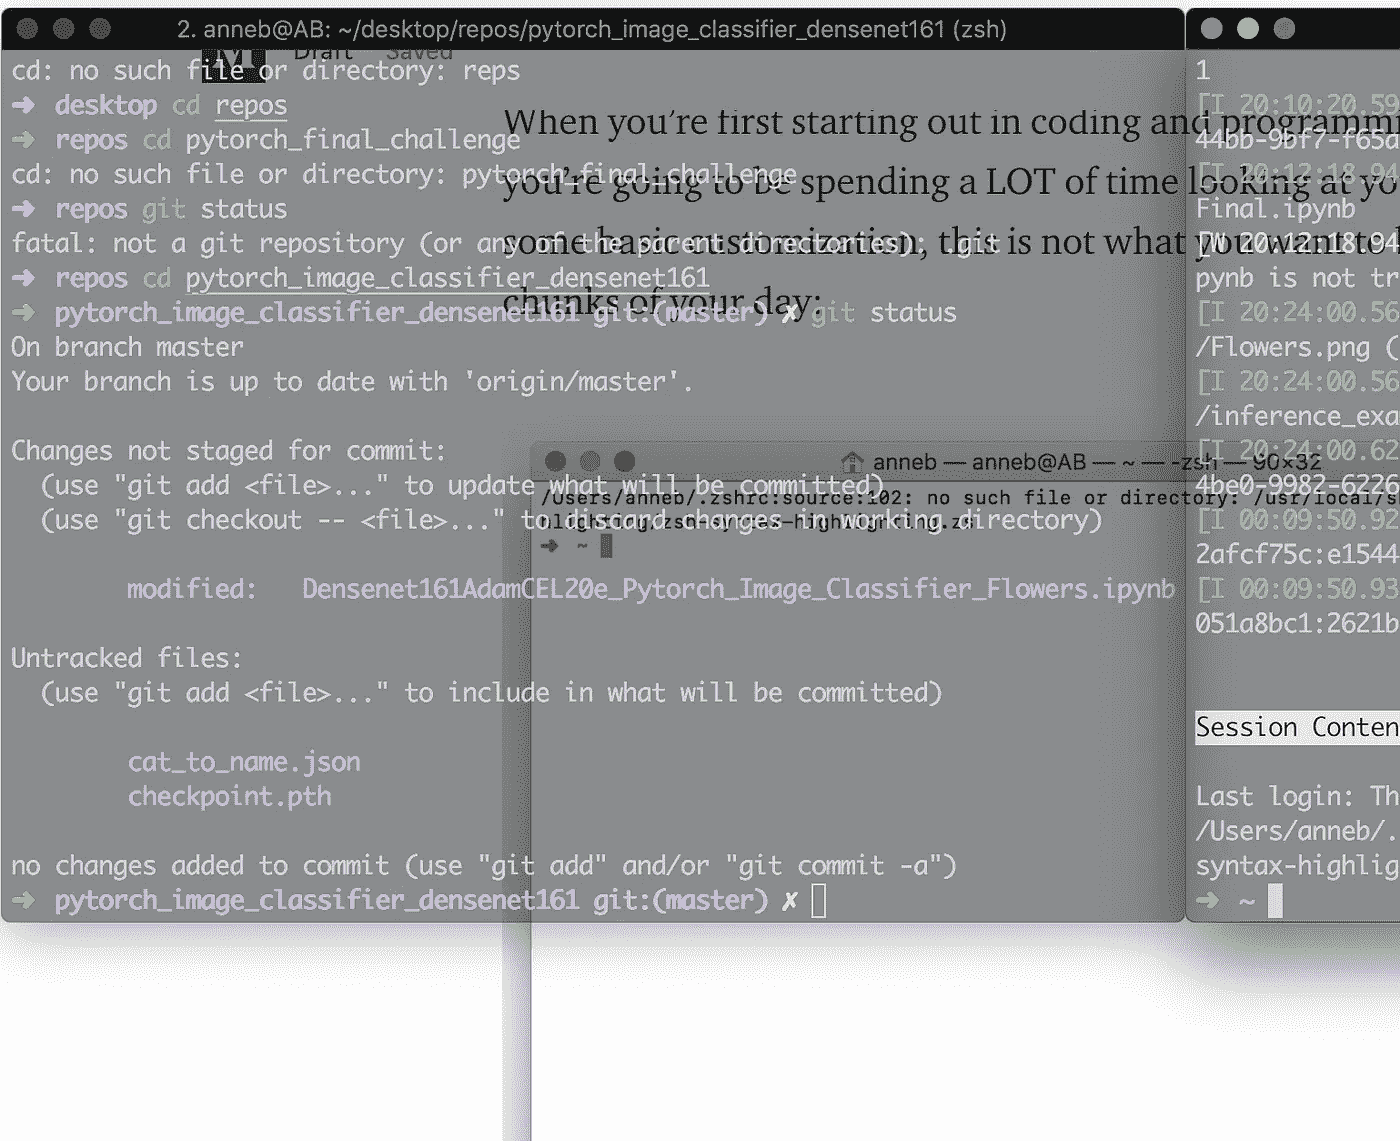 2. anneb@AB: ~/desktop/repos/pytorch_image_classifier_densenet161 (zsh)
Draft Saved
cd: no such file or directory: reps
➜ desktop cd repos
➜ repos cd pytorch_final_challenge
cd: no such file or directory: pytorch_final_challenge
➜ repos git status
fatal: not a git repository (or any of the parent directories): .git
➜ repos cd pytorch_image_classifier_densenet161
➜ pytorch_image_classifier_densenet161 git:(master) ✗ git status
On branch master
Your branch is up to date with 'origin/master'.
Changes not staged for commit:
(use "git add <file>..." to update what will be committed)
(use "git checkout -- <file>..." to discard changes in working directory)
modified: Densenet161AdamCEL20e_Pytorch_Image_Classifier_Flowers.ipynb
Untracked files:
(use "git add <file>..." to include in what will be committed)
cat_to_name.json
checkpoint.pth
no changes added to commit (use "git add" and/or "git commit -a")
➜ pytorch_image_classifier_densenet161 git:(master) ✗
When you're first starting out in coding and programm
you're going to be spending a LOT of time looking at yo
some basic customization, this is not what you want to
chunks of your day:
anneb — anneb@AB — ~ — -zsh — 90×32
/Users/anneb/.zshrc:source:102: no such file or directory: /usr/local/s
hlighting/zsh-syntax-highlighting.zs
➜ ~
1
[I 20:10:20.59
44bb-9bf7-f65a
[I 20:12:18.94
Final.ipynb
[W 20:12:18.94
pynb is not tr
[I 20:24:00.56
/Flowers.png (
[I 20:24:00.56
/inference_exa
[I 20:24:00.62
4be0-9982-6226
[I 00:09:50.92
2afcf75c:e1544
[I 00:09:50.93
051a8bc1:2621b
Session Conten
Last login: Th
/Users/anneb/.
syntax-highlig
➜ ~